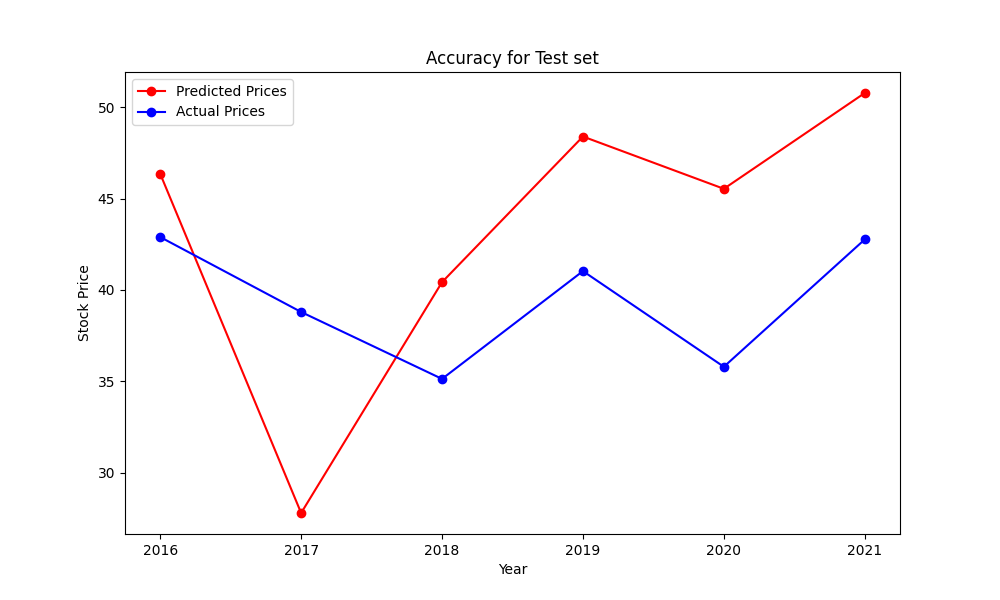 Accuracy for Test set
Predicted Prices
Actual Prices
50
45
40
35
30
Stock Price
2016 2017 2018 2019 2020 2021
Year